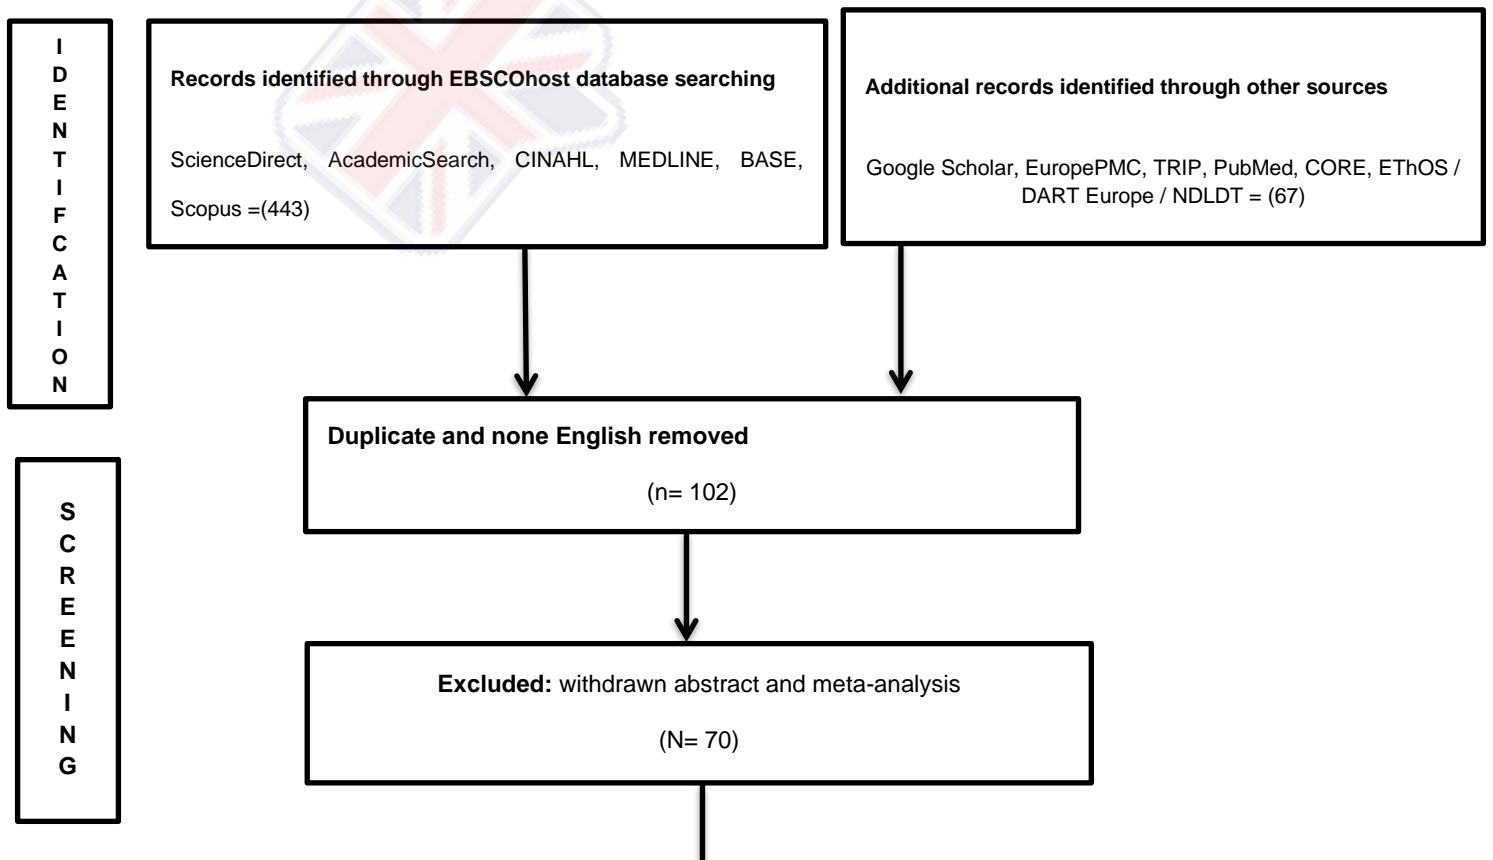 I
D
E
N
T
I
F
C
A
T
I
O
N
Records identified through EBSCOhost database searching
ScienceDirect, AcademicSearch, CINAHL, MEDLINE, BASE,
Scopus =(443)
Additional records identified through other sources
Google Scholar, EuropePMC, TRIP, PubMed, CORE, EThOS /
DART Europe / NDLDT = (67)
Duplicate and none English removed
(n= 102)
S
C
R
E
E
N
I
N
G
Excluded: withdrawn abstract and meta-analysis
(N= 70)